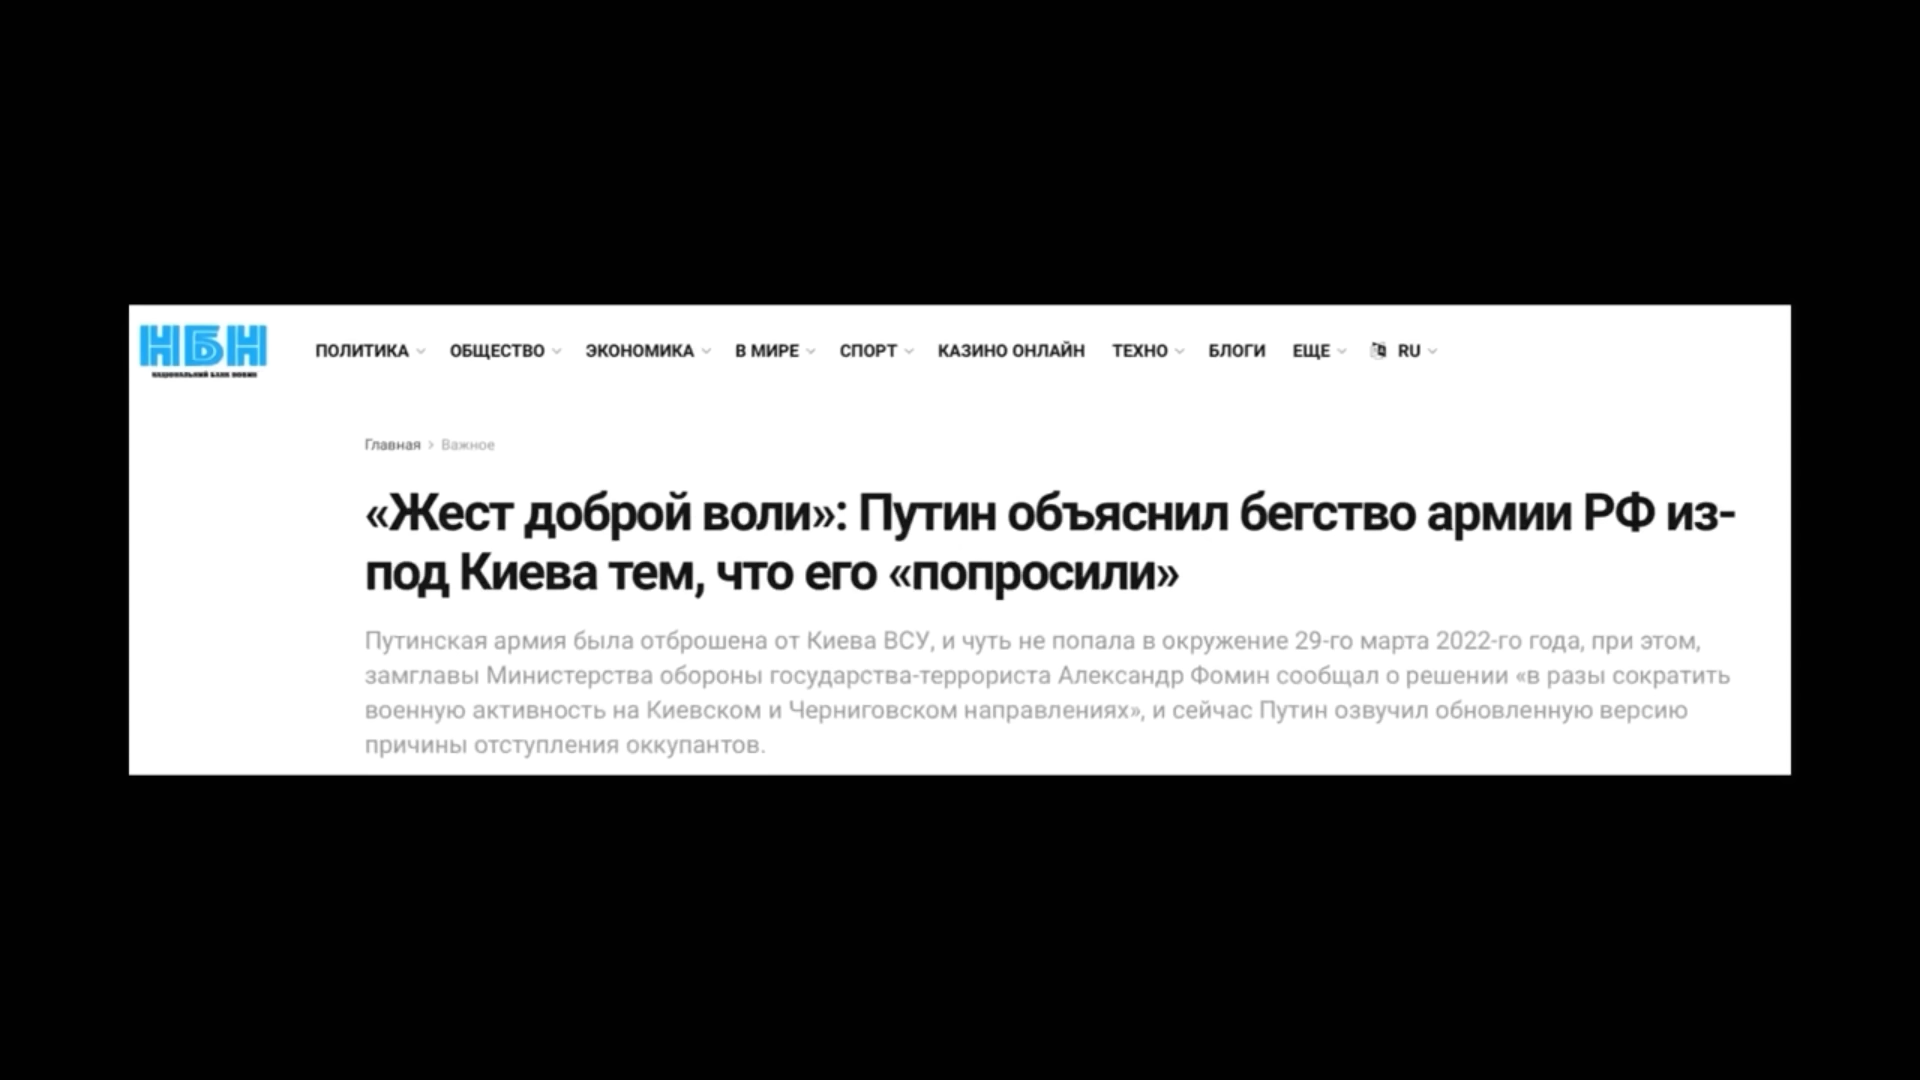 НБН
ПОЛИТИКА ОБЩЕСТВО ЭКОНОМИКА В МИРЕ СПОРТ КАЗИНО ОНЛАЙН ТЕХНО БЛОГИ ЕЩЕ RU
Главная > Важное
«Жест доброй воли»: Путин объяснил бегство армии РФ из-
под Киева тем, что его «попросили»
Путинская армия была отброшена от Киева ВСУ, и чуть не попала в окружение 29-го марта 2022-го года, при этом,
замглавы Министерства обороны государства-террориста Александр Фомин сообщал о решении «в разы сократить
военную активность на Киевском и Черниговском направлениях», и сейчас Путин озвучил обновленную версию
причины отступления оккупантов.